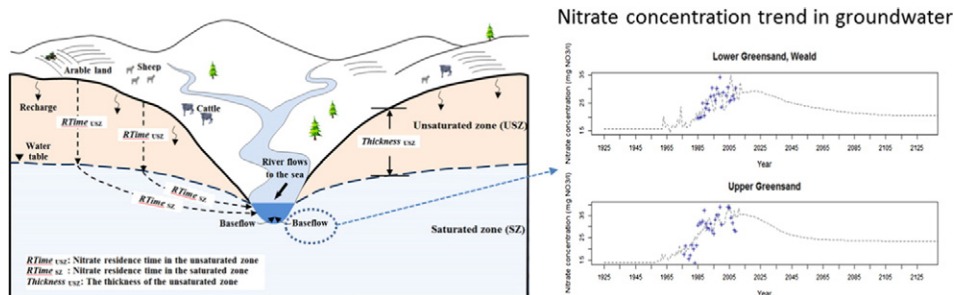 Nitrate concentration trend in groundwater
Arable land
Sheep
Recharge
RTime USZ
RTime USZ
Cattle
Unsaturated zone (USZ)
Thickness USZ
Water
table
River flows
to the sea
RTime SZ
RTime SZ
Baseflow
Baseflow
Saturated zone (SZ)
RTime USZ: Nitrate residence time in the unsaturated zone
RTime SZ : Nitrate residence time in the saturated zone
Thickness USZ: The thickness of the unsaturated zone
Lower Greensand, Weald
Nitrate concentration (mg NO3/l)
35
25
15
1925 1945 1965 1985 2005 2025 2045 2065 2085 2105 2125
Year
Upper Greensand
Nitrate concentration (mg NO3/l)
35
25
15
1925 1945 1965 1985 2005 2025 2045 2065 2085 2105 2125
Year